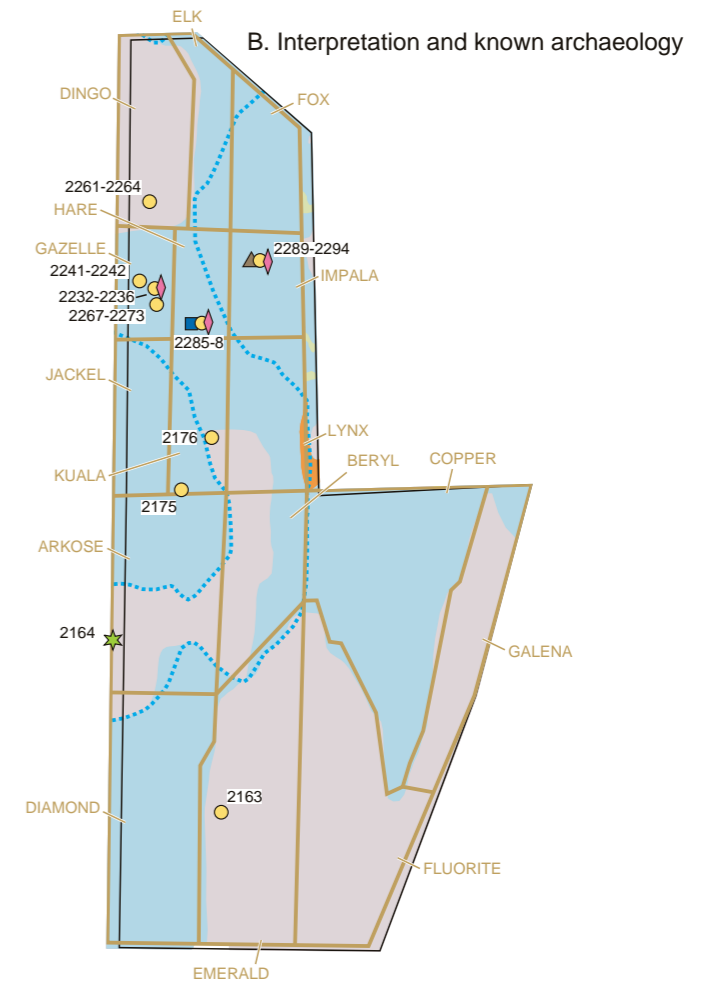 ELK
B. Interpretation and known archaeology
DINGO
FOX
2261-2264
HARE
GAZELLE
2289-2294
2241-2242
IMPALA
2232-2236
2267-2273
2285-8
JACKEL
2176
LYNX
BERYL
COPPER
KUALA
2175
ARKOSE
2164
GALENA
2163
DIAMOND
FLUORITE
EMERALD